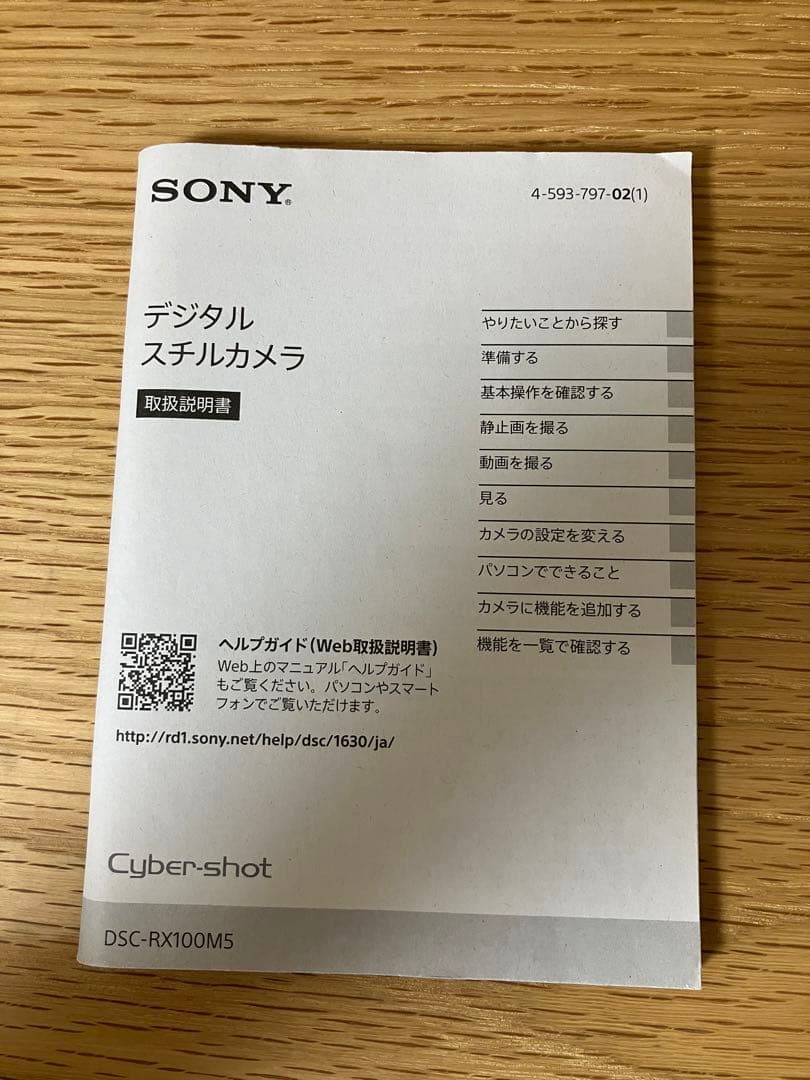 SONY®
4-593-797-02(1)
デジタル
スチルカメラ
取扱説明書
やりたいことから探す
準備する
基本操作を確認する
静止画を撮る
動画を撮る
見る
カメラの設定を変える
パソコンでできること
カメラに機能を追加する
機能を一覧で確認する
ヘルプガイド(Web取扱説明書)
Web上のマニュアル「ヘルプガイド」
もご覧ください。パソコンやスマート
フォンでご覧いただけます。
http://rd1.sony.net/help/dsc/1630/ja/
Cyber-shot
DSC-RX100M5